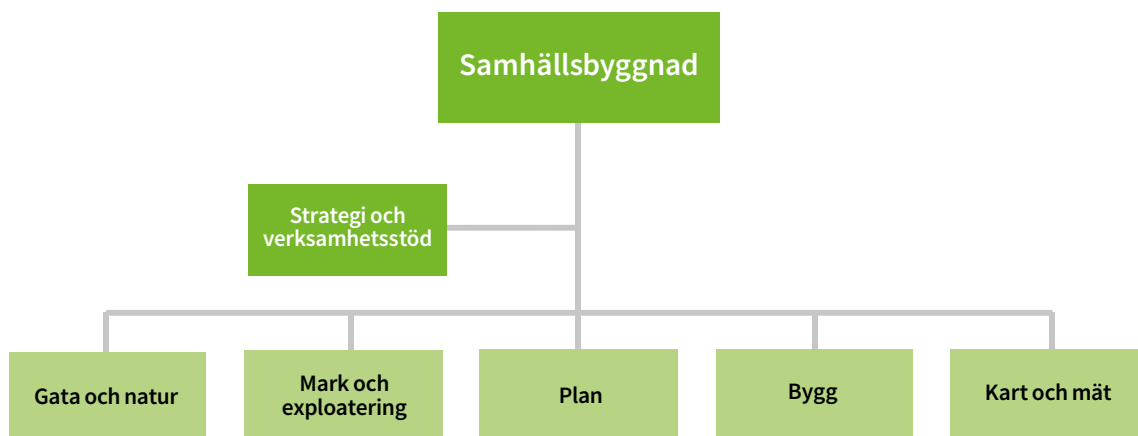 Samhällsbyggnad
Strategi och
verksamhetsstöd
Gata och natur
Mark och
exploatering
Plan
Bygg
Kart och mät